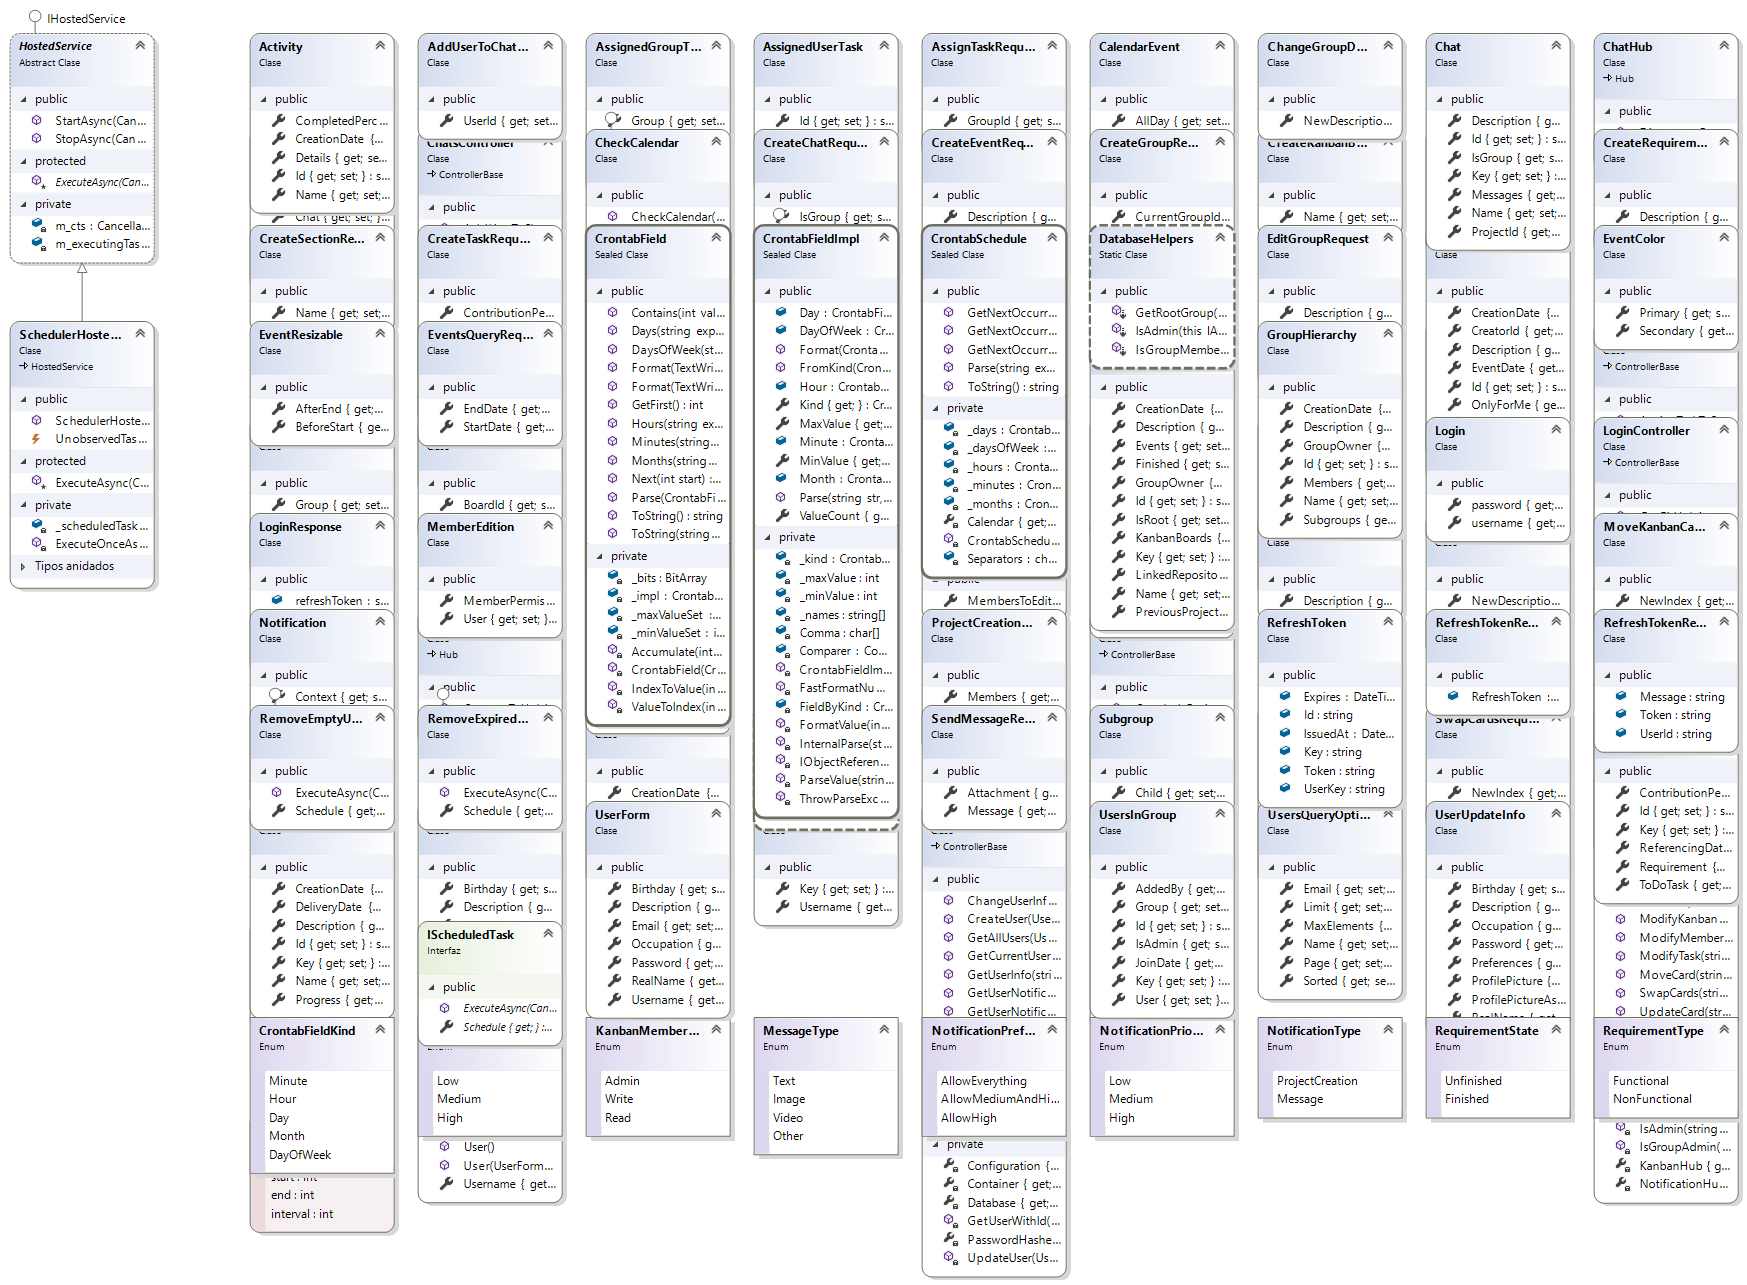 IHostedService
HostedService
Abstract Class
public
StartAsync(Can...
StopAsync(Can...
protected
ExecuteAsync(Can...
private
m_cts : Cancella...
m_executingTas...
SchedulerHoste...
Clase
HostedService
public
SchedulerHoste...
UnobservedTas...
protected
ExecuteAsync(C...
private
_scheduledTask...
ExecuteOnceAs...
Tipos anidados
Activity
Clase
public
CompletedPerc...
CreationDate {...
Details { get; se...
Id { get; set; } : s...
Name { get; set;...
Chat { get; set; }...
CreateSectionRe...
Clase
public
Name { get; set;...
EventResizable
Clase
public
AfterEnd { get;...
BeforeStart { ge...
Clase
public
Group { get; set...
LoginResponse
Clase
public
refreshToken : s...
Notification
Clase
public
Context { get; s...
RemoveEmptyU...
Clase
public
ExecuteAsync(C...
Schedule { get;...
Clase
public
CreationDate {...
DeliveryDate {...
Description { g...
Id { get; set; } : s...
Key { get; set; } :...
Name { get; set;...
Progress { get;...
CrontabFieldKind
Enum
Minute
Hour
Day
Month
DayOfWeek
start : int
end : int
interval : int
AddUserToChat...
Clase
public
UserId { get; set...
ChatsController
Clase
ControllerBase
public
CreateTaskRequ...
Clase
public
ContributionPe...
EventsQueryReq...
Clase
public
EndDate { get;...
StartDate { get;...
Clase
public
BoardId { get; s...
MemberEdition
Clase
public
MemberPermis...
User { get; set; }...
Hub
public
RemoveExpired...
Clase
public
ExecuteAsync(C...
Schedule { get;...
Clase
public
Birthday { get; s...
Description { g...
IScheduledTask
Interfaz
public
ExecuteAsync(Can...
Schedule { get; } :...
Enum
Low
Medium
High
User()
User(UserForm...
Username { get...
AssignedGroupT...
Clase
public
Group { get; set...
CheckCalendar
Clase
public
CheckCalendar(...
CrontabField
Sealed Class
public
Contains(int val...
Days(string exp...
DaysOfWeek(st...
Format(TextWri...
Format(TextWri...
GetFirst() : int
Hours(string ex...
Minutes(string...
Months(string...
Next(int start) :...
Parse(CrontabFi...
ToString() : string
ToString(string...
private
_bits : BitArray
_impl : Crontab...
_maxValueSet :...
_minValueSet : i...
Accumulate(int...
CrontabField(Cr...
IndexToValue(in...
ValueToIndex(in...
Clase
public
CreationDate {...
UserForm
Clase
public
Birthday { get; s...
Description { g...
Email { get; set;...
Occupation { g...
Password { get;...
RealName { get...
Username { get...
KanbanMember...
Enum
Admin
Write
Read
AssignedUserTask
Clase
public
Id { get; set; } : s...
CreateChatRequ...
Clase
public
IsGroup { get; s...
CrontabFieldImpl
Sealed Class
public
Day : CrontabFi...
DayOfWeek : Cr...
Format(Cronta...
FromKind(Cron...
Hour : Crontab...
Kind { get; } : Cr...
MaxValue { get;...
Minute : Cronta...
MinValue { get;...
Month : Cronta...
Parse(string str,...
ValueCount { g...
private
_kind : Crontab...
_maxValue : int
_minValue : int
_names : string[]
Comma : char[]
Comparer : Co...
CrontabFieldIm...
FastFormatNu...
FieldByKind : Cr...
FormatValue(in...
InternalParse(st...
IObjectReferen...
ParseValue(strin...
ThrowParseExc...
public
Key { get; set; } :...
Username { get...
MessageType
Enum
Text
Image
Video
Other
AssignTaskRequ...
Clase
public
GroupId { get; s...
CreateEventReq...
Clase
public
Description { g...
CrontabSchedule
Sealed Class
public
GetNextOccurr...
GetNextOccurr...
GetNextOccurr...
Parse(string ex...
ToString() : string
private
_days : Crontab...
_daysOfWeek :...
_hours : Cronta...
_minutes : Cron...
_months : Cron...
Calendar { get;...
CrontabSchedu...
Separators : ch...
public
MembersToEdit...
ProjectCreation...
Clase
public
Members { get;...
SendMessageRe...
Clase
public
Attachment { g...
Message { get;...
Clase
ControllerBase
public
ChangeUserInf...
CreateUser(Use...
GetAllUsers(Us...
GetCurrentUser...
GetUserInfo(stri...
GetUserNotific...
GetUserNotific...
NotificationPref...
Enum
AllowEverything
AllowMediumAndHi...
AllowHigh
private
Configuration {...
Container { get;...
Database { get;...
GetUserWithId(...
PasswordHashe...
UpdateUser(Us...
CalendarEvent
Clase
public
AllDay { get; set...
CreateGroupRe...
Clase
public
CurrentGroupId...
DatabaseHelpers
Static Class
public
GetRootGroup(...
IsAdmin(this IA...
IsGroupMembe...
public
CreationDate {...
Description { g...
Events { get; set...
Finished { get; s...
GroupOwner {...
Id { get; set; } : s...
IsRoot { get; set...
KanbanBoards {...
Key { get; set; } :...
LinkedReposito...
Name { get; set...
PreviousProject...
ControllerBase
public
Subgroup
Clase
public
Child { get; set;...
UsersInGroup
Clase
public
AddedBy { get;...
Group { get; set...
Id { get; set; } : s...
IsAdmin { get; s...
JoinDate { get;...
Key { get; set; } :...
User { get; set; }...
NotificationPrio...
Enum
Low
Medium
High
ChangeGroupD...
Clase
public
NewDescriptio...
CreateKanbanB...
Clase
public
Name { get; set;...
EditGroupRequest
Clase
public
Description { get;...
GroupHierarchy
Clase
public
CreationDate {...
Description { g...
GroupOwner {...
Id { get; set; } : s...
Members { get;...
Name { get; set;...
Subgroups { ge...
Clase
public
Description { g...
RefreshToken
Clase
public
Expires : DateTi...
Id : string
IssuedAt : Date...
Key : string
Token : string
UserKey : string
UsersQueryOpti...
Clase
public
Email { get; set;...
Limit { get; set;...
MaxElements {...
Name { get; set;...
Page { get; set;...
Sorted { get; se...
NotificationType
Enum
ProjectCreation
Message
Chat
Clase
public
Description { g...
Id { get; set; } : s...
IsGroup { get; s...
Key { get; set; } :...
Messages { get;...
Name { get; set;...
ProjectId { get;...
Clase
public
CreationDate {...
CreatorId { get;...
Description { g...
EventDate { get...
Id { get; set; } : s...
OnlyForMe { ge...
Login
Clase
public
password { get;...
username { get;...
Clase
public
NewDescriptio...
RefreshTokenRe...
Clase
public
RefreshToken :...
SwapCardsRequ...
Clase
public
NewIndex { get;...
UserUpdateInfo
Clase
public
Birthday { get; s...
Description { g...
Occupation { g...
Password { get;...
Preferences { g...
ProfilePicture {...
ProfilePictureAs...
RealName { get...
RequirementState
Enum
Unfinished
Finished
ChatHub
Clase
Hub
public
CreateRequirem...
Clase
public
Description { g...
EventColor
Clase
public
Primary { get; s...
Secondary { get...
Clase
ControllerBase
public
LoginController
Clase
ControllerBase
public
MoveKanbanCa...
Clase
public
NewIndex { get;...
RefreshTokenRe...
Clase
public
Message : string
Token : string
UserId : string
public
ContributionPe...
Id { get; set; } : s...
Key { get; set; } :...
ReferencingDat...
Requirement {...
ToDoTask { get;...
ModifyKanban...
ModifyMember...
ModifyTask(strin...
MoveCard(strin...
SwapCards(stri...
UpdateCard(str...
RequirementType
Enum
Functional
NonFunctional
IsAdmin(string...
IsGroupAdmin(...
KanbanHub { g...
NotificationHu...